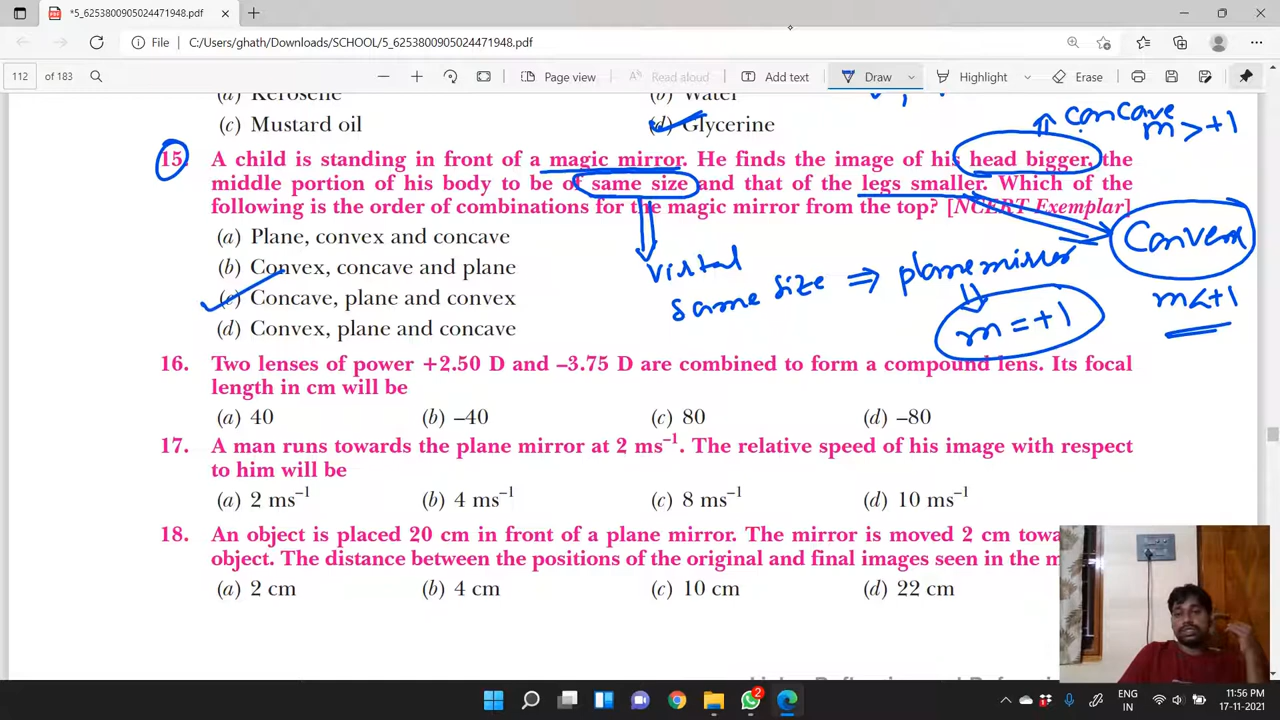 *5_6253800905024471948.pdf
File C:/Users/ghath/Downloads/SCHOOL/5_6253800905024471948.pdf
112 of 183 Page view Read aloud Add text Draw Highlight Erase
(a) Kerosene (b) Water
(c) Mustard oil (d) Glycerine
concave
m > +1
15. A child is standing in front of a magic mirror. He finds the image of his head bigger, the
middle portion of his body to be of same size and that of the legs smaller. Which of the
following is the order of combinations for the magic mirror from the top? [NCERT Exemplar]
(a) Plane, convex and concave
(b) Convex, concave and plane
(c) Concave, plane and convex
(d) Convex, plane and concave
virtual
same size ⇒ plane mirror
m = +1
Convex
m < +1
16. Two lenses of power +2.50 D and –3.75 D are combined to form a compound lens. Its focal
length in cm will be
(a) 40 (b) –40 (c) 80 (d) –80
17. A man runs towards the plane mirror at 2 ms⁻¹. The relative speed of his image with respect
to him will be
(a) 2 ms⁻¹ (b) 4 ms⁻¹ (c) 8 ms⁻¹ (d) 10 ms⁻¹
18. An object is placed 20 cm in front of a plane mirror. The mirror is moved 2 cm towa
object. The distance between the positions of the original and final images seen in the m
(a) 2 cm (b) 4 cm (c) 10 cm (d) 22 cm
2
ENG
IN
11:56 PM
17-11-2021